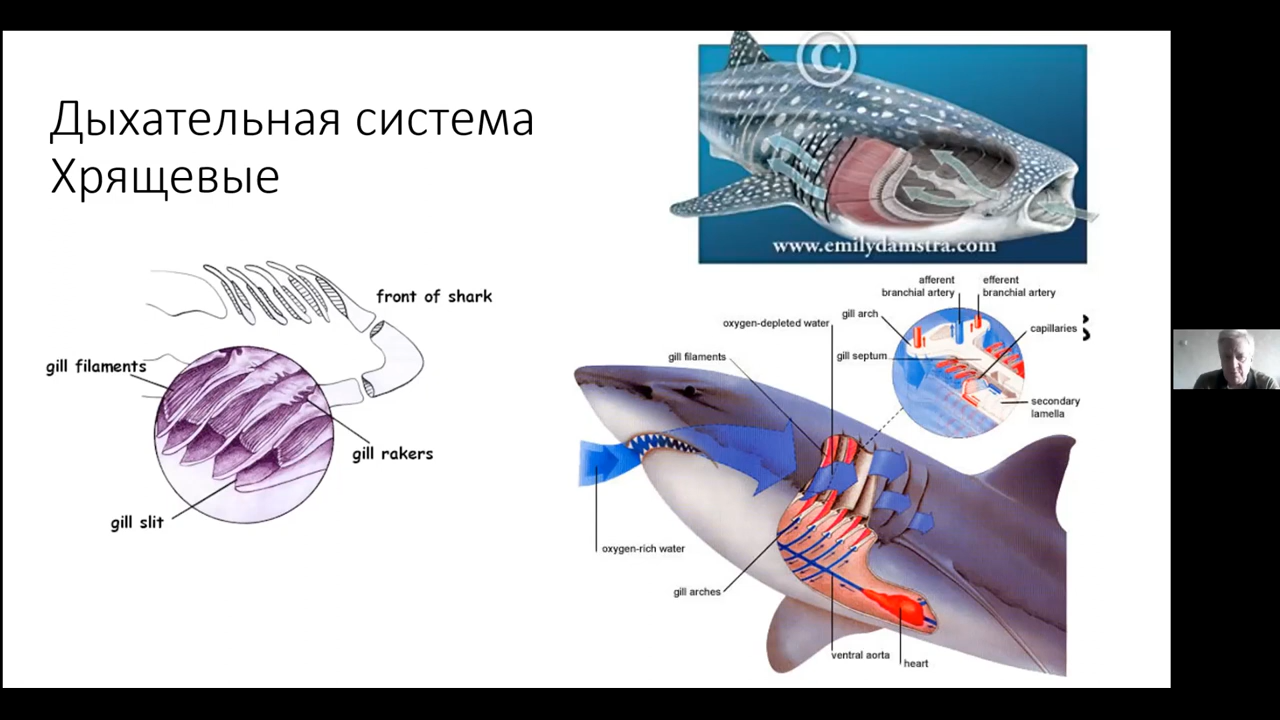 Дыхательная система
Хрящевые
©
www.emilydamstra.com
front of shark
gill filaments
gill rakers
gill slit
afferent
branchial artery
efferent
branchial artery
gill arch
capillaries
oxygen-depleted water
gill septum
gill filaments
secondary
lamella
oxygen-rich water
gill arches
ventral aorta
heart